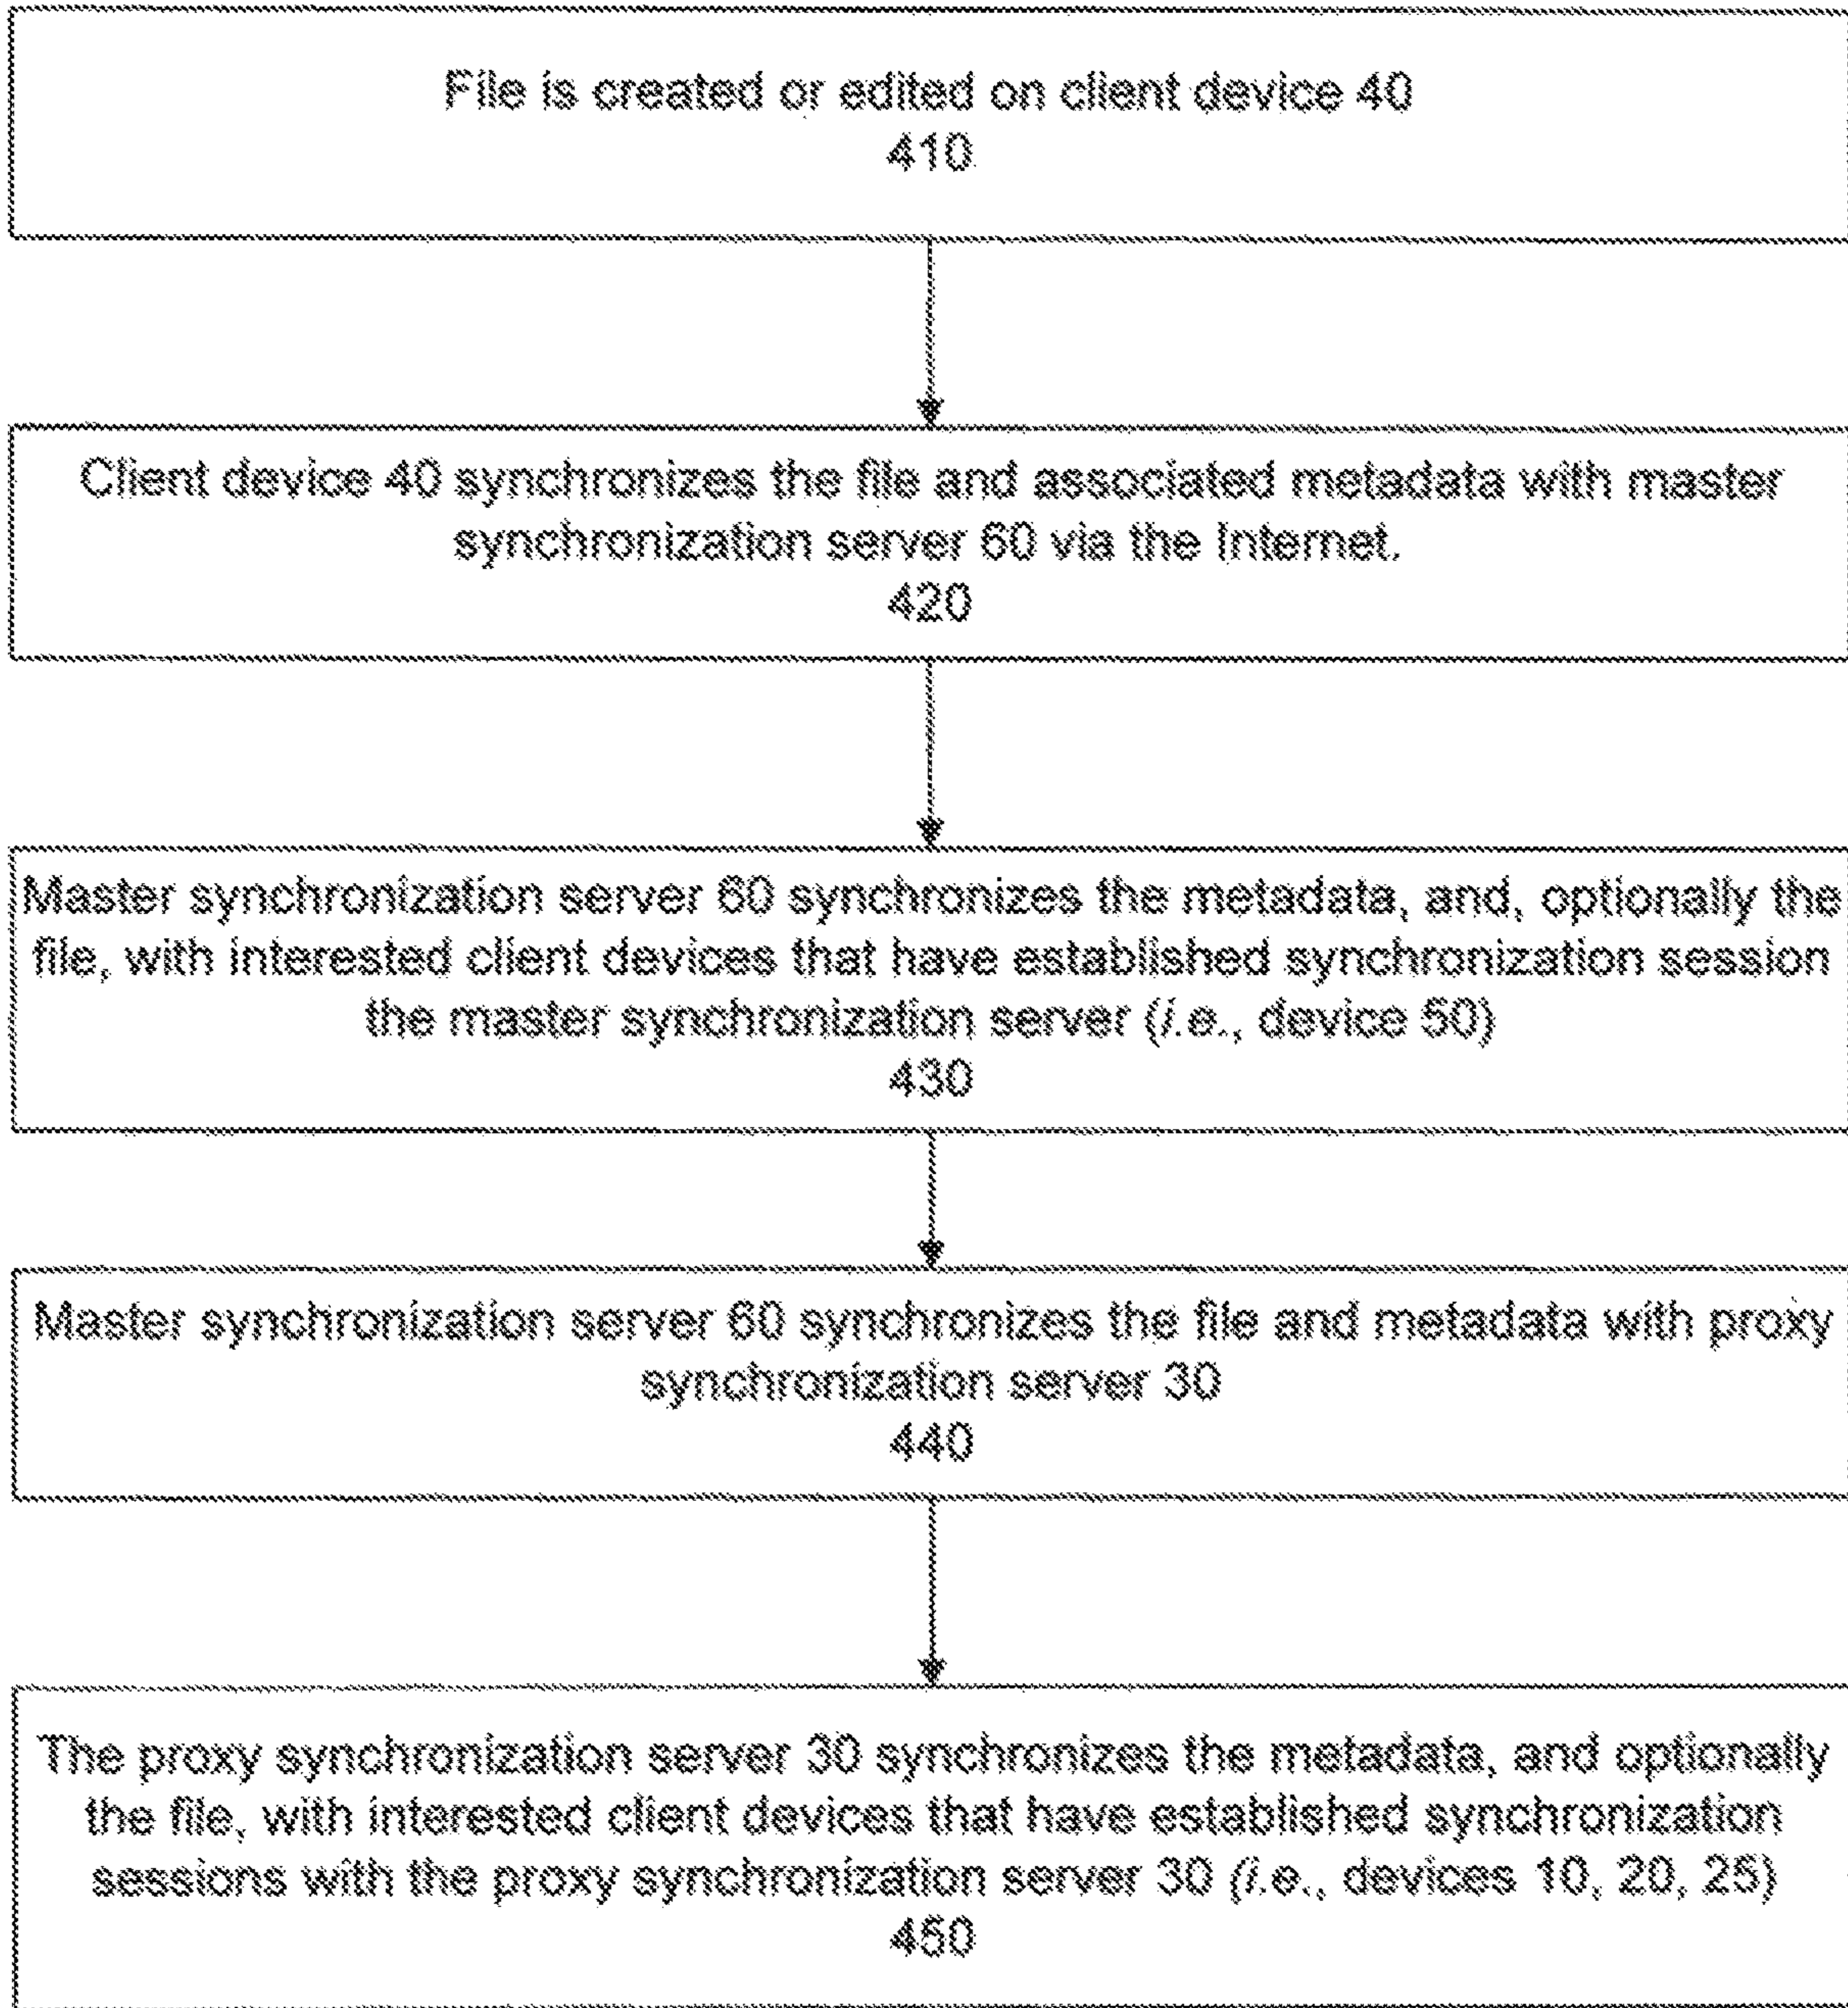 File is created or edited on client device 40
410
Client device 40 synchronizes the file and associated metadata with master
synchronization server 60 via the Internet.
420
Master synchronization server 60 synchronizes the metadata, and, optionally the
file, with interested client devices that have established synchronization session
the master synchronization server (i.e., device 50)
430
Master synchronization server 60 synchronizes the file and metadata with proxy
synchronization server 30
440
The proxy synchronization server 30 synchronizes the metadata, and optionally
the file, with interested client devices that have established synchronization
sessions with the proxy synchronization server 30 (i.e., devices 10, 20, 25)
450